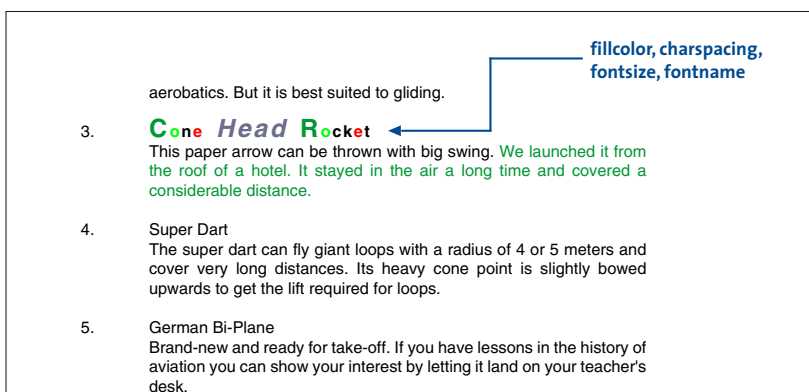 fillcolor, charspacing,
fontsize, fontname
aerobatics. But it is best suited to gliding.
3. Cone Head Rocket
This paper arrow can be thrown with big swing. We launched it from
the roof of a hotel. It stayed in the air a long time and covered a
considerable distance.
4. Super Dart
The super dart can fly giant loops with a radius of 4 or 5 meters and
cover very long distances. Its heavy cone point is slightly bowed
upwards to get the lift required for loops.
5. German Bi-Plane
Brand-new and ready for take-off. If you have lessons in the history of
aviation you can show your interest by letting it land on your teacher's
desk.